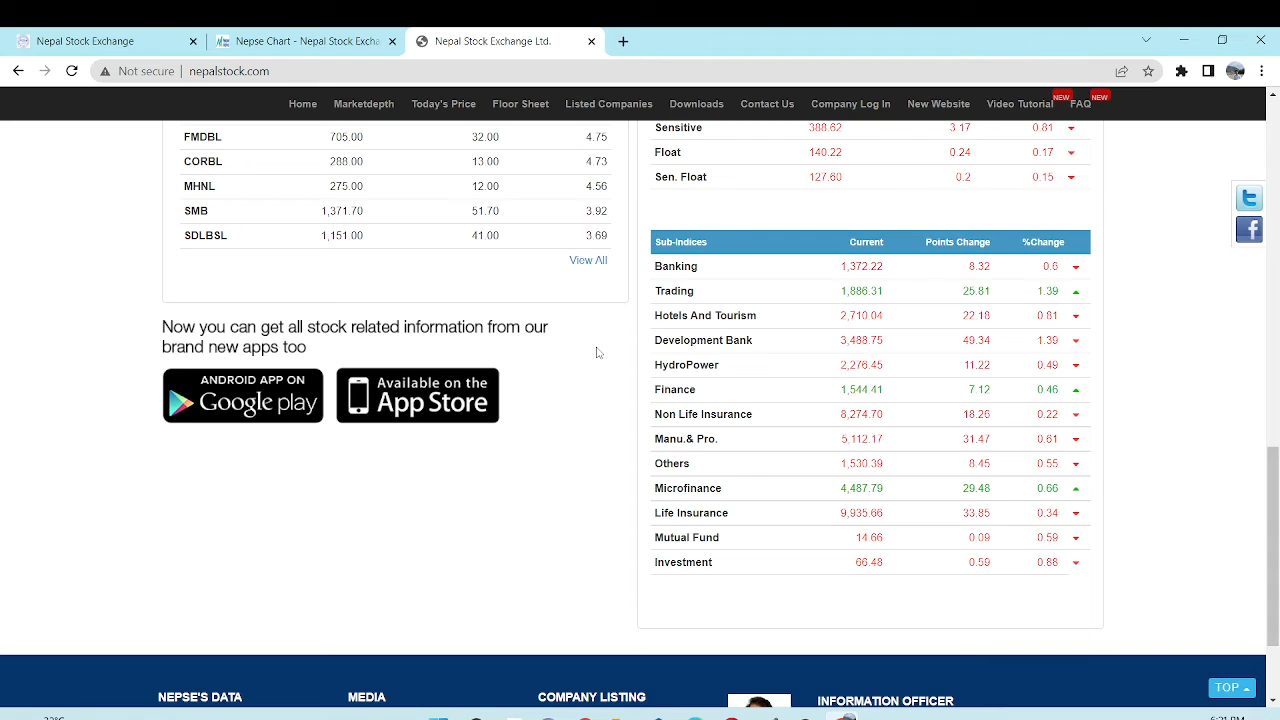 Nepal Stock Exchange
Nepse Chart - Nepal Stock Excha
Nepal Stock Exchange Ltd.
Not secure | nepalstock.com
NEW NEW
Home Marketdepth Today's Price Floor Sheet Listed Companies Downloads Contact Us Company Log In New Website Video Tutorial FAQ
FMDBL 705.00 32.00 4.75
CORBL 288.00 13.00 4.73
MHNL 275.00 12.00 4.56
SMB 1,371.70 51.70 3.92
SDLBSL 1,151.00 41.00 3.69
View All
Now you can get all stock related information from our
brand new apps too
ANDROID APP ON
Google play
Available on the
App Store
Sensitive 388.62 3.17 0.81
Float 140.22 0.24 0.17
Sen. Float 127.60 0.2 0.15
Sub-Indices Current Points Change %Change
Banking 1,372.22 8.32 0.6
Trading 1,886.31 25.81 1.39
Hotels And Tourism 2,710.04 22.18 0.81
Development Bank 3,488.75 49.34 1.39
HydroPower 2,276.45 11.22 0.49
Finance 1,544.41 7.12 0.46
Non Life Insurance 8,274.70 18.26 0.22
Manu.& Pro. 5,112.17 31.47 0.61
Others 1,530.39 8.45 0.55
Microfinance 4,487.79 29.48 0.66
Life Insurance 9,935.66 33.85 0.34
Mutual Fund 14.66 0.09 0.59
Investment 66.48 0.59 0.88
TOP
NEPSE'S DATA MEDIA COMPANY LISTING INFORMATION OFFICER